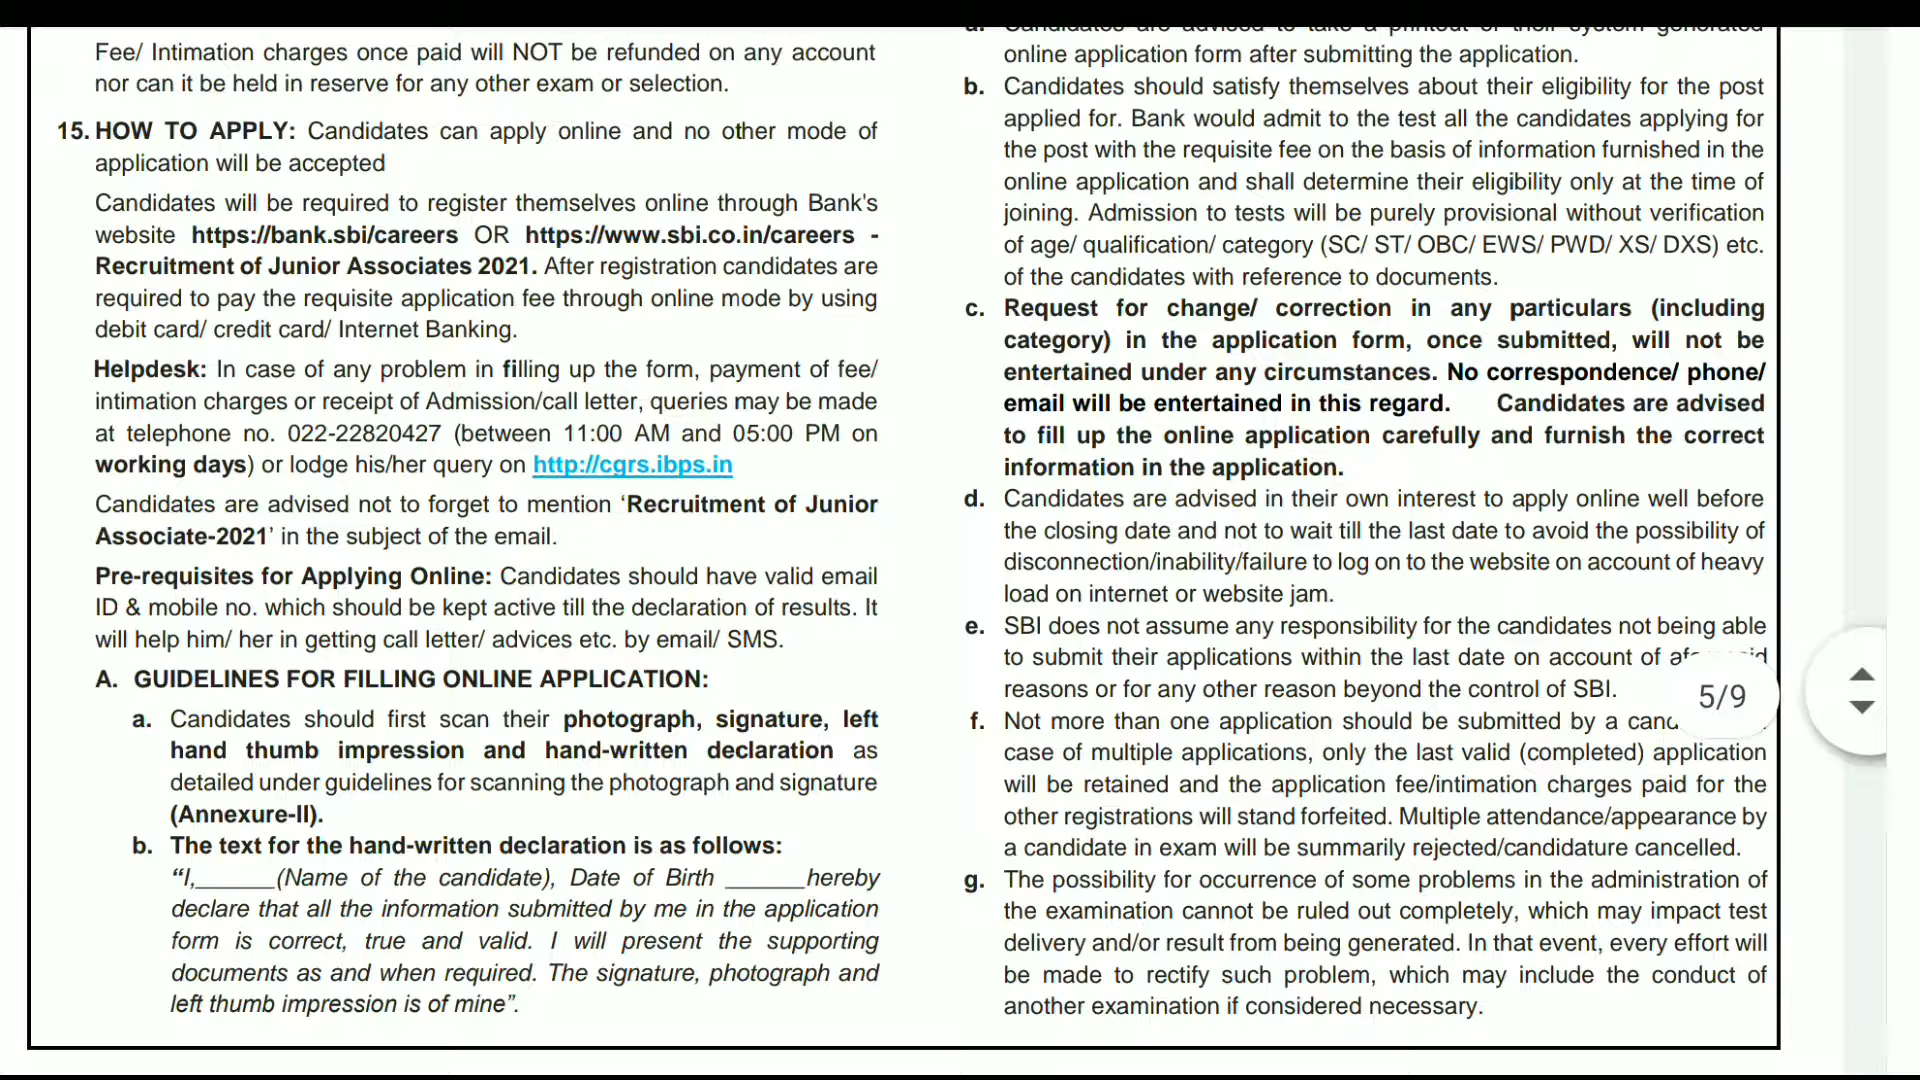 Fee/ Intimation charges once paid will NOT be refunded on any account
nor can it be held in reserve for any other exam or selection.
15. HOW TO APPLY: Candidates can apply online and no other mode of
application will be accepted
Candidates will be required to register themselves online through Bank's
website https://bank.sbi/careers OR https://www.sbi.co.in/careers -
Recruitment of Junior Associates 2021. After registration candidates are
required to pay the requisite application fee through online mode by using
debit card/ credit card/ Internet Banking.
Helpdesk: In case of any problem in filling up the form, payment of fee/
intimation charges or receipt of Admission/call letter, queries may be made
at telephone no. 022-22820427 (between 11:00 AM and 05:00 PM on
working days) or lodge his/her query on http://cgrs.ibps.in
Candidates are advised not to forget to mention ‘Recruitment of Junior
Associate-2021’ in the subject of the email.
Pre-requisites for Applying Online: Candidates should have valid email
ID & mobile no. which should be kept active till the declaration of results. It
will help him/ her in getting call letter/ advices etc. by email/ SMS.
A. GUIDELINES FOR FILLING ONLINE APPLICATION:
a. Candidates should first scan their photograph, signature, left
hand thumb impression and hand-written declaration as
detailed under guidelines for scanning the photograph and signature
(Annexure-II).
b. The text for the hand-written declaration is as follows:
“I,______(Name of the candidate), Date of Birth ______hereby
declare that all the information submitted by me in the application
form is correct, true and valid. I will present the supporting
documents as and when required. The signature, photograph and
left thumb impression is of mine”.
a. Candidates are advised to take a printout of their system generated
online application form after submitting the application.
b. Candidates should satisfy themselves about their eligibility for the post
applied for. Bank would admit to the test all the candidates applying for
the post with the requisite fee on the basis of information furnished in the
online application and shall determine their eligibility only at the time of
joining. Admission to tests will be purely provisional without verification
of age/ qualification/ category (SC/ ST/ OBC/ EWS/ PWD/ XS/ DXS) etc.
of the candidates with reference to documents.
c. Request for change/ correction in any particulars (including
category) in the application form, once submitted, will not be
entertained under any circumstances. No correspondence/ phone/
email will be entertained in this regard. Candidates are advised
to fill up the online application carefully and furnish the correct
information in the application.
d. Candidates are advised in their own interest to apply online well before
the closing date and not to wait till the last date to avoid the possibility of
disconnection/inability/failure to log on to the website on account of heavy
load on internet or website jam.
e. SBI does not assume any responsibility for the candidates not being able
to submit their applications within the last date on account of
reasons or for any other reason beyond the control of SBI.
5/9
f. Not more than one application should be submitted by a
case of multiple applications, only the last valid (completed) application
will be retained and the application fee/intimation charges paid for the
other registrations will stand forfeited. Multiple attendance/appearance by
a candidate in exam will be summarily rejected/candidature cancelled.
g. The possibility for occurrence of some problems in the administration of
the examination cannot be ruled out completely, which may impact test
delivery and/or result from being generated. In that event, every effort will
be made to rectify such problem, which may include the conduct of
another examination if considered necessary.